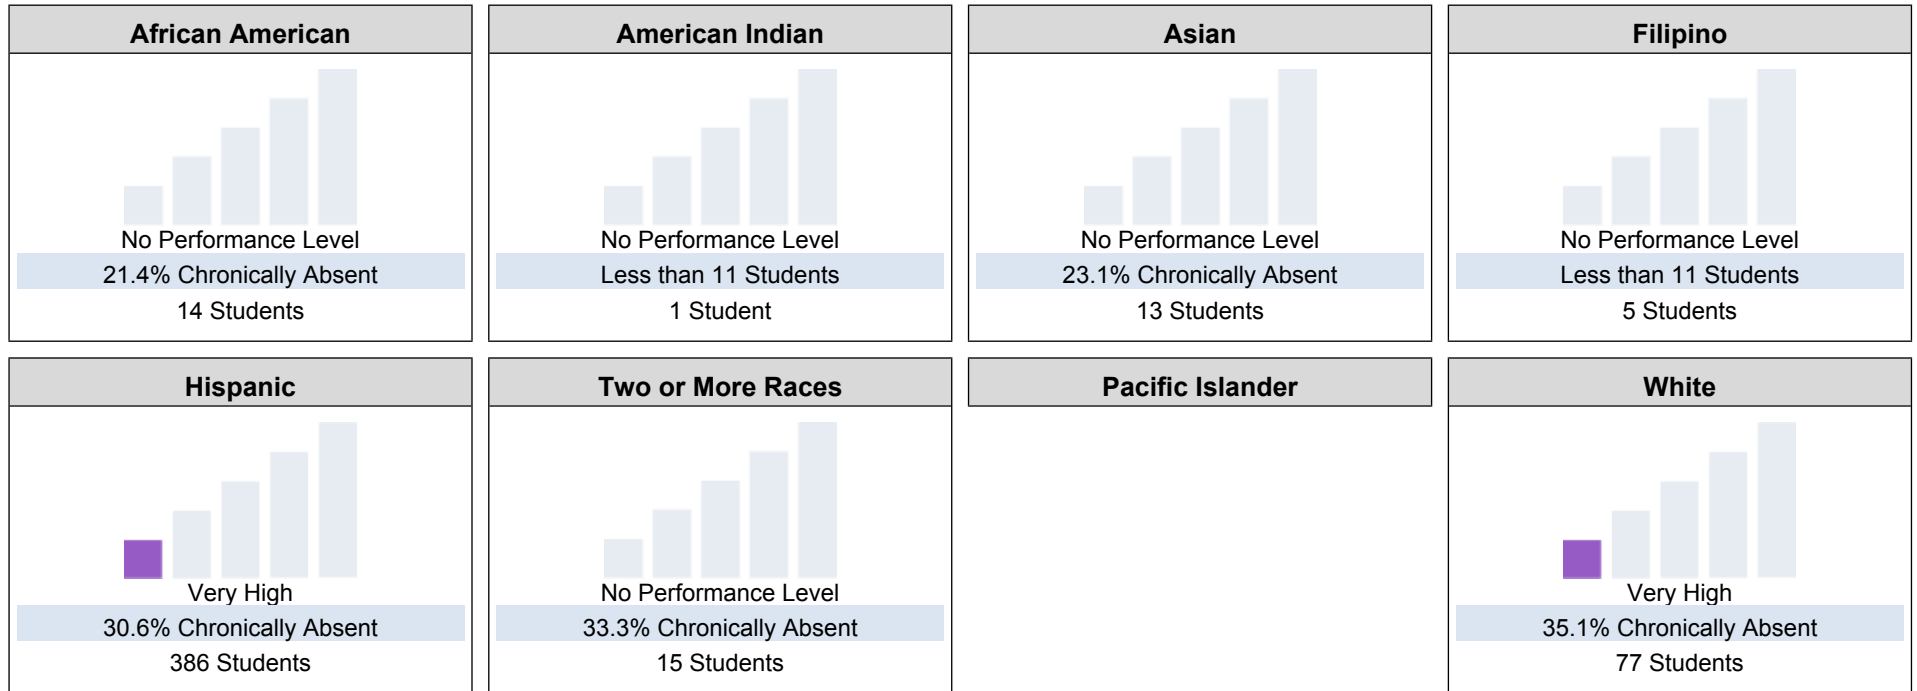 African American
No Performance Level
21.4% Chronically Absent
14 Students
American Indian
No Performance Level
Less than 11 Students
1 Student
Asian
No Performance Level
23.1% Chronically Absent
13 Students
Filipino
No Performance Level
Less than 11 Students
5 Students
Hispanic
Very High
30.6% Chronically Absent
386 Students
Two or More Races
No Performance Level
33.3% Chronically Absent
15 Students
Pacific Islander
White
Very High
35.1% Chronically Absent
77 Students